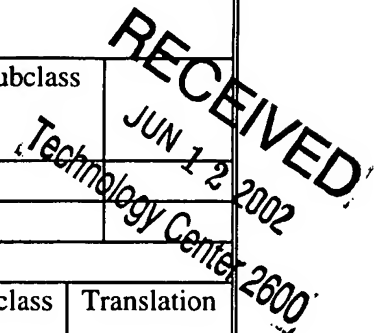 ubclass
RECEIVED
JUN 12 2002
Technology Center 2600
class Translation